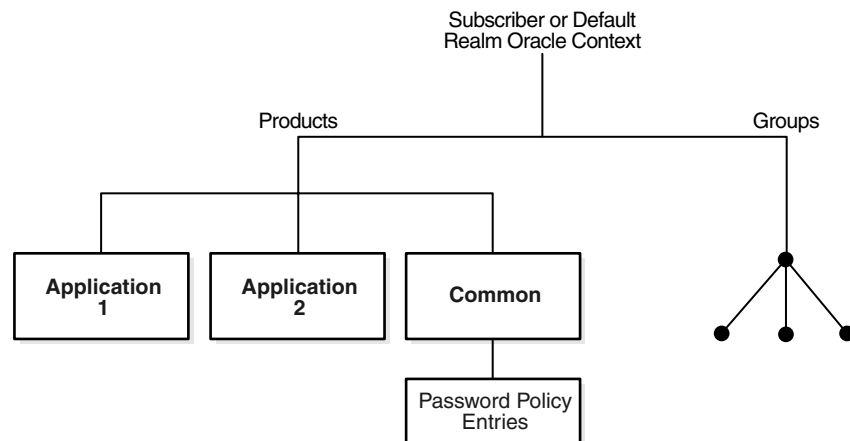 Subscriber or Default
Realm Oracle Context
Products
Groups
Application
1
Application
2
Common
Password Policy
Entries